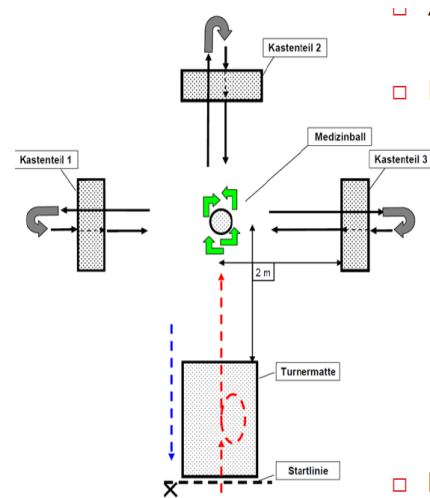 Kastenteil 2
Medizinball
Kastenteil 1
Kastenteil 3
2 m
Turnermatte
Startlinie